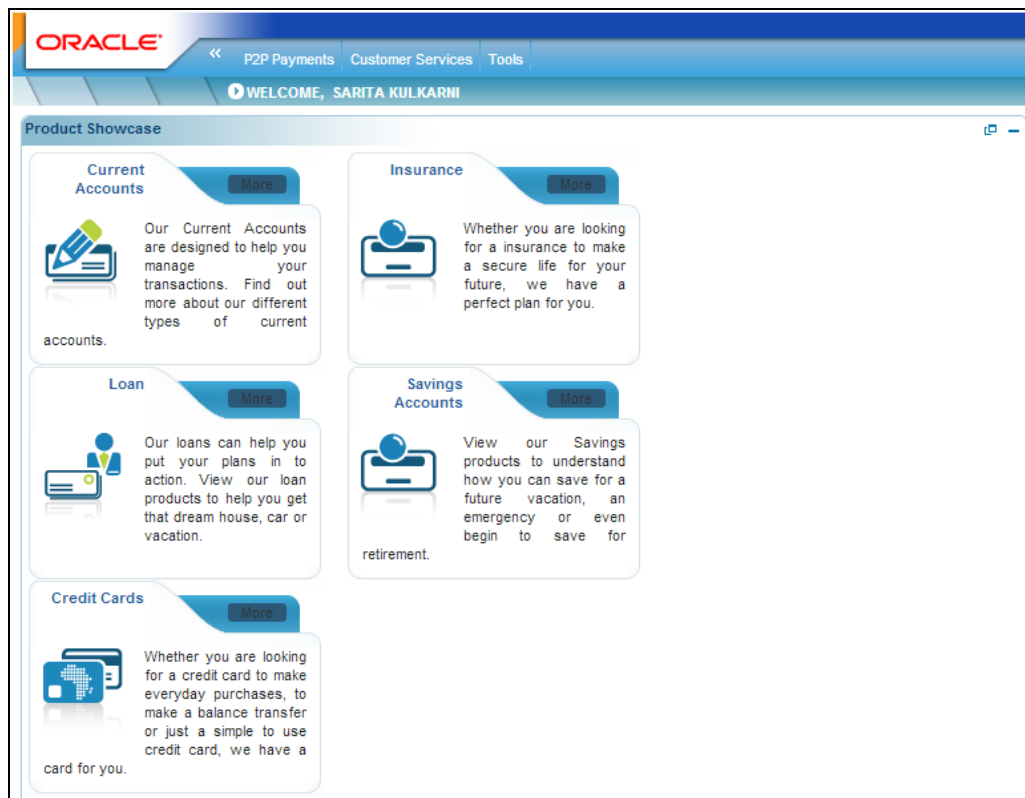 ORACLE
« P2P Payments Customer Services Tools
WELCOME, SARITA KULKARNI
Product Showcase
Current
Accounts
More
Our Current Accounts
are designed to help you
manage your
transactions. Find out
more about our different
types of current
accounts.
Insurance
More
Whether you are looking
for a insurance to make
a secure life for your
future, we have a
perfect plan for you.
Loan
More
Our loans can help you
put your plans in to
action. View our loan
products to help you get
that dream house, car or
vacation.
Savings
Accounts
More
View our Savings
products to understand
how you can save for a
future vacation, an
emergency or even
begin to save for
retirement.
Credit Cards
More
Whether you are looking
for a credit card to make
everyday purchases, to
make a balance transfer
or just a simple to use
credit card, we have a
card for you.